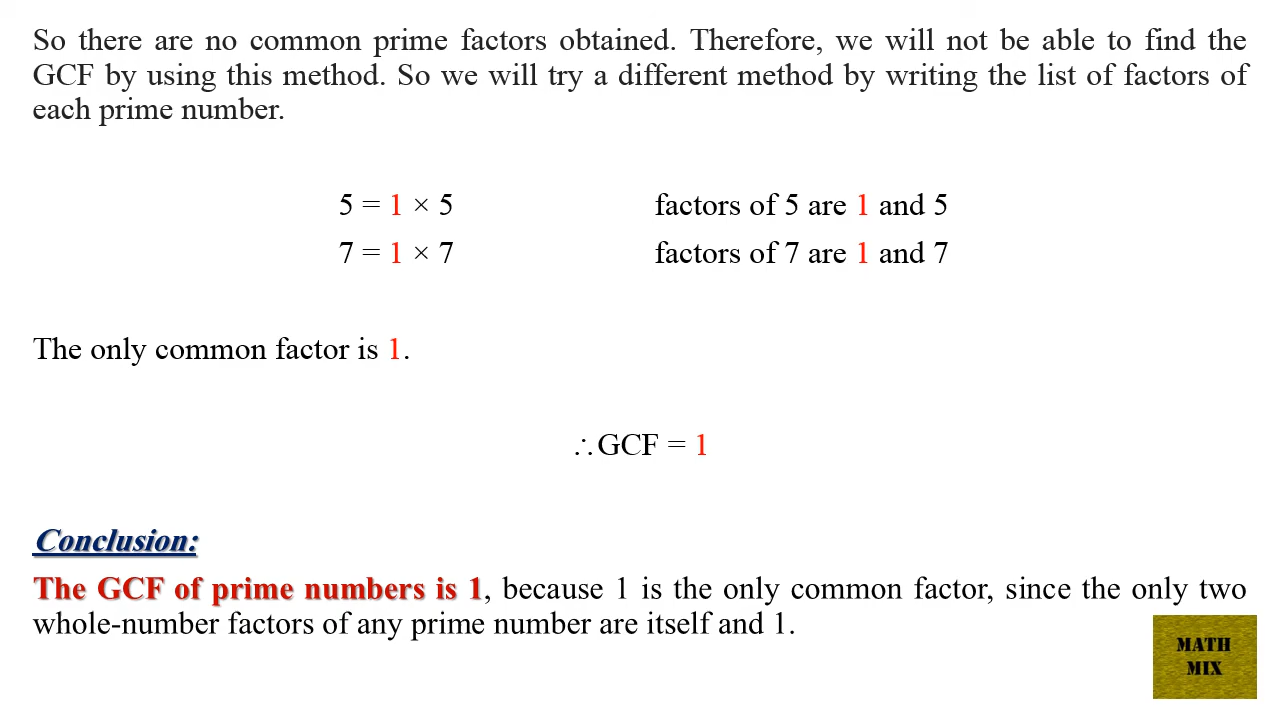 So there are no common prime factors obtained. Therefore, we will not be able to find the
GCF by using this method. So we will try a different method by writing the list of factors of
each prime number.
5 = 1 × 5 factors of 5 are 1 and 5
7 = 1 × 7 factors of 7 are 1 and 7
The only common factor is 1.
∴GCF = 1
Conclusion:
The GCF of prime numbers is 1, because 1 is the only common factor, since the only two
whole-number factors of any prime number are itself and 1.
MATH
MIX